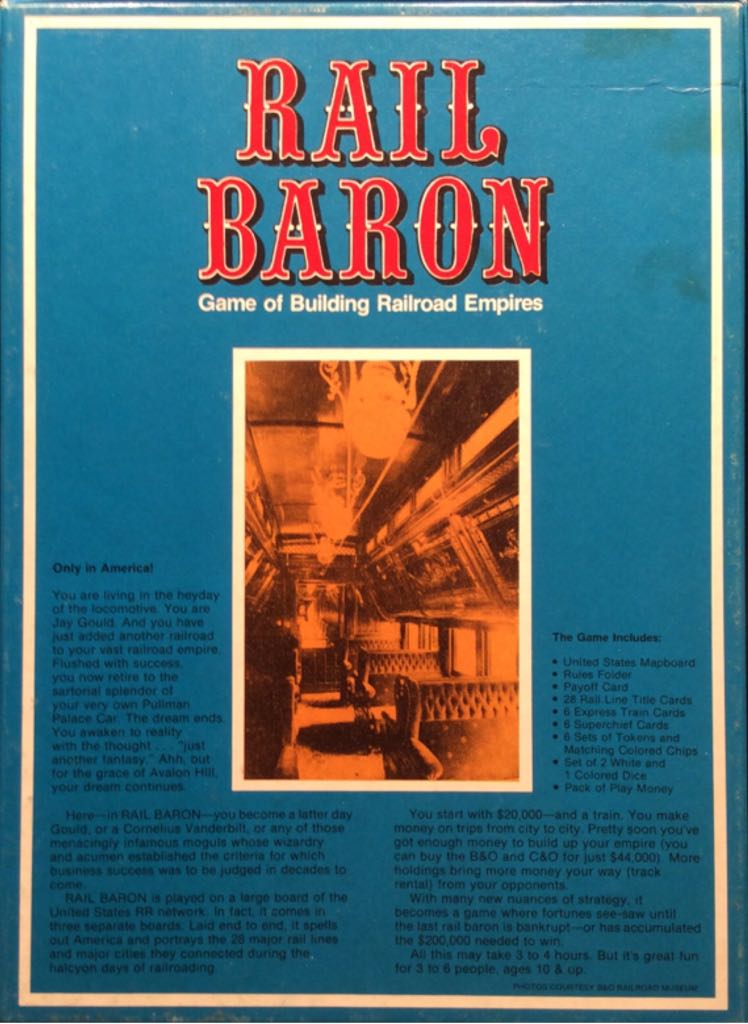 RAIL
BARON
Game of Building Railroad Empires
Only in America!
You are living in the heyday
of the locomotive. You are
Jay Gould. And you have
just added another railroad
to your vast railroad empire.
Flushed with success,
you now retire to the
sartorial splendor of
your very own Pullman
Palace Car. The dream ends.
You awaken to reality
with the thought . . . "just
another fantasy." Ahh, but
for the grace of Avalon Hill,
your dream continues.
Here—in RAIL BARON—you become a latter day
Gould, or a Cornelius Vanderbilt, or any of those
menacingly infamous moguls whose wizardry
and acumen established the criteria for which
business success was to be judged in decades to
come.
RAIL BARON is played on a large board of the
United States RR network. In fact, it comes in
three separate boards. Laid end to end, it spells
out America and portrays the 28 major rail lines
and major cities they connected during the
halcyon days of railroading.
The Game Includes:
• United States Mapboard
• Rules Folder
• Payoff Card
• 28 Rail Line Title Cards
• 6 Express Train Cards
• 6 Superchief Cards
• 6 Sets of Tokens and
Matching Colored Chips
• Set of 2 White and
1 Colored Dice
• Pack of Play Money
You start with $20,000—and a train. You make
money on trips from city to city. Pretty soon you've
got enough money to build up your empire (you
can buy the B&O and C&O for just $44,000). More
holdings bring more money your way (track
rental) from your opponents.
With many new nuances of strategy, it
becomes a game where fortunes see-saw until
the last rail baron is bankrupt—or has accumulated
the $200,000 needed to win.
All this may take 3 to 4 hours. But it's great fun
for 3 to 6 people, ages 10 & up.
PHOTOS COURTESY B&O RAILROAD MUSEUM